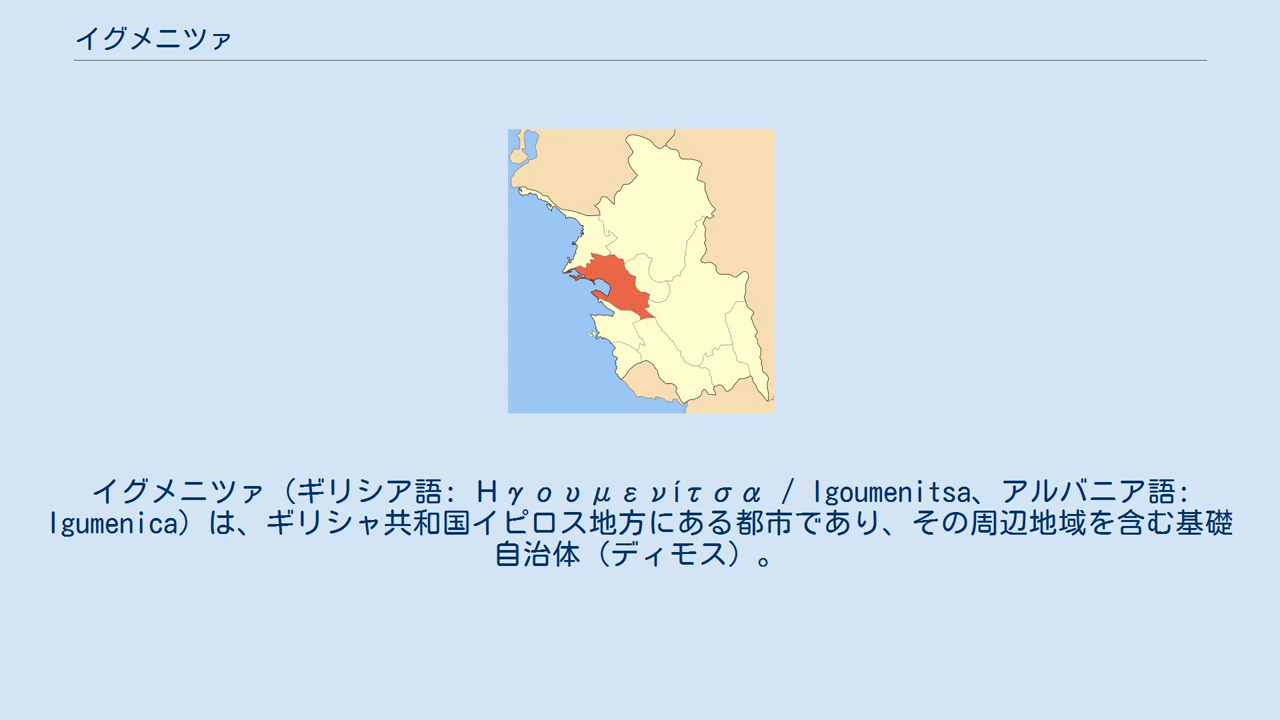 イグメニツァ
イグメニツァ（ギリシア語: Ηγουμενίτσα / Igoumenitsa、アルバニア語:
Igumenica）は、ギリシャ共和国イピロス地方にある都市であり、その周辺地域を含む基礎
自治体（ディモス）。